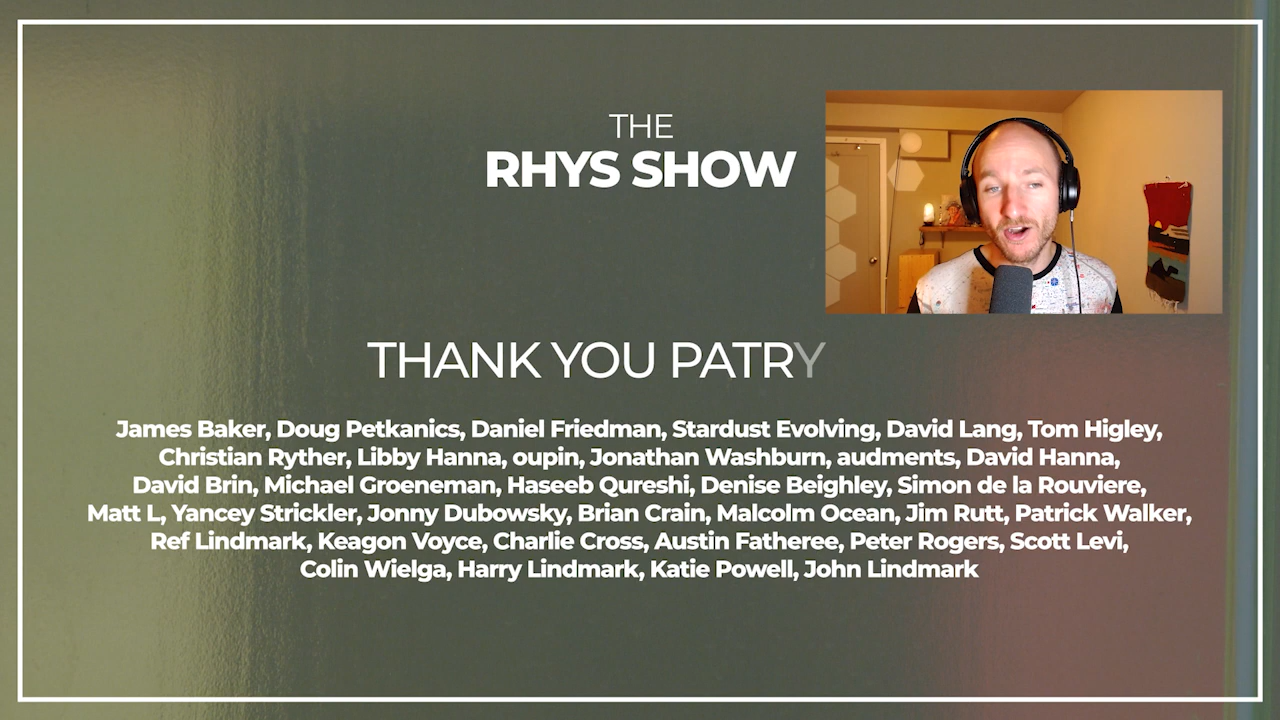 THE
RHYS SHOW
THANK YOU PATRY
James Baker, Doug Petkanics, Daniel Friedman, Stardust Evolving, David Lang, Tom Higley,
Christian Ryther, Libby Hanna, oupin, Jonathan Washburn, audments, David Hanna,
David Brin, Michael Groeneman, Haseeb Qureshi, Denise Beighley, Simon de la Rouviere,
Matt L, Yancey Strickler, Jonny Dubowsky, Brian Crain, Malcolm Ocean, Jim Rutt, Patrick Walker,
Ref Lindmark, Keagon Voyce, Charlie Cross, Austin Fatheree, Peter Rogers, Scott Levi,
Colin Wielga, Harry Lindmark, Katie Powell, John Lindmark